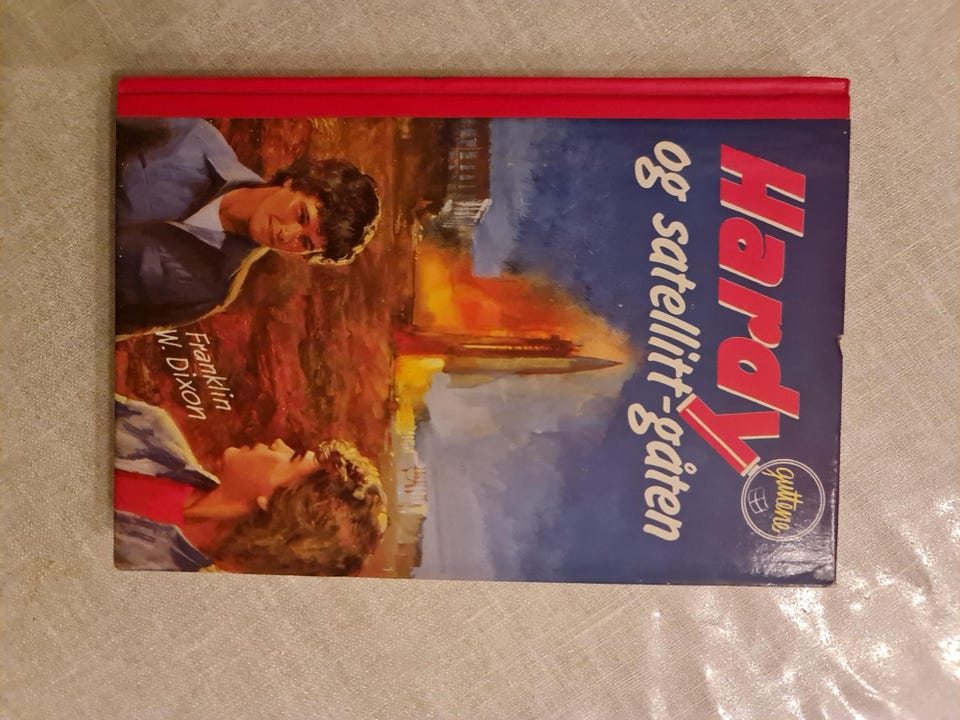 Hardy
guttene
og satellitt-gåten
Franklin
W. Dixon